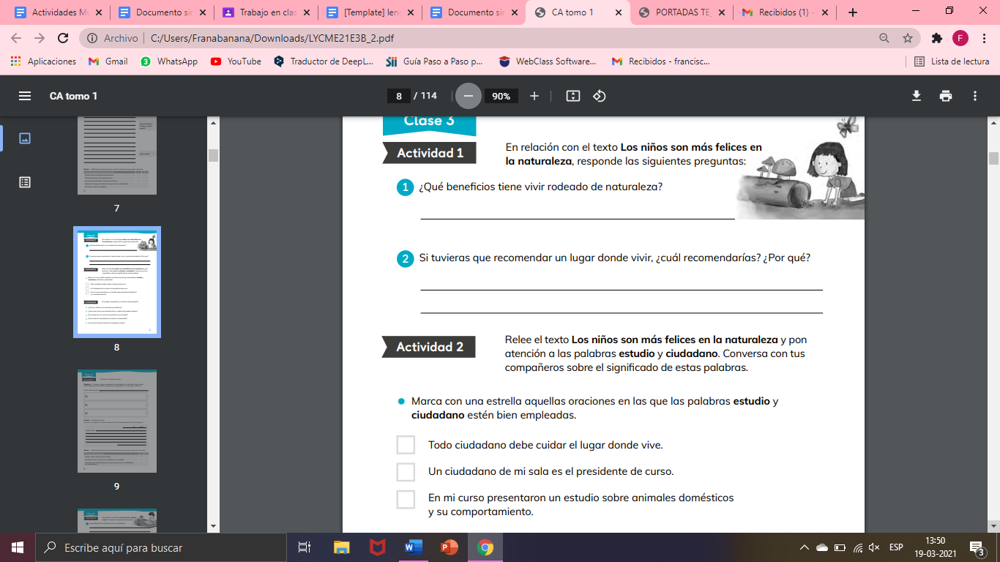 Actividades Mu
Documento sin
Trabajo en clas
[Template] leng
Documento sin
CA tomo 1
PORTADAS TE_
Recibidos (1) -
Archivo
C:/Users/Franabanana/Downloads/LYCME21E3B_2.pdf
F
Aplicaciones
Gmail
3
WhatsApp
YouTube
Traductor de DeepL...
Guía Paso a Paso p...
WebClass Software...
Recibidos - francisc...
Lista de lectura
CA tomo 1
8 / 114
90%
7
8
9
Clase 3
Actividad 1
En relación con el texto Los niños son más felices en
la naturaleza, responde las siguientes preguntas:
1 ¿Qué beneficios tiene vivir rodeado de naturaleza?
2 Si tuvieras que recomendar un lugar donde vivir, ¿cuál recomendarías? ¿Por qué?
Actividad 2
Relee el texto Los niños son más felices en la naturaleza y pon
atención a las palabras estudio y ciudadano. Conversa con tus
compañeros sobre el significado de estas palabras.
Marca con una estrella aquellas oraciones en las que las palabras estudio y
ciudadano estén bien empleadas.
Todo ciudadano debe cuidar el lugar donde vive.
Un ciudadano de mi sala es el presidente de curso.
En mi curso presentaron un estudio sobre animales domésticos
y su comportamiento.
Escribe aquí para buscar
ESP
13:50
19-03-2021
3